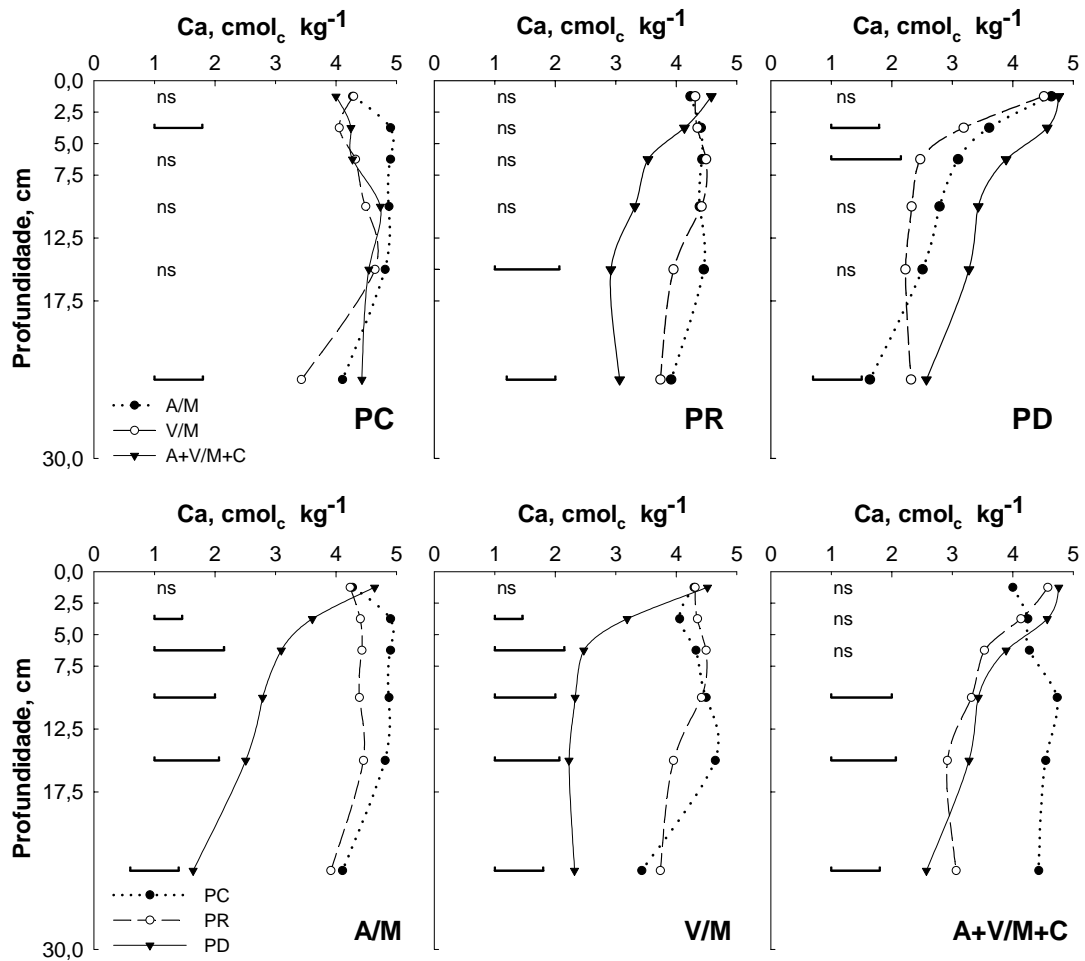 Ca, cmolc kg-1 Ca, cmolc kg-1 Ca, cmolc kg-1
0 1 2 3 4 5 0 1 2 3 4 5 0 1 2 3 4 5
0,0
ns ns ns
2,5
ns
5,0
ns ns
7,5
ns ns ns
12,5
ns ns
17,5
Profundidade, cm
A/M
V/M
A+V/M+C
PC PR PD
30,0
Ca, cmolc kg-1 Ca, cmolc kg-1 Ca, cmolc kg-1
0 1 2 3 4 5 0 1 2 3 4 5 0 1 2 3 4 5
0,0
ns ns ns
2,5
ns
5,0
ns
7,5
12,5
17,5
Profundidade, cm
PC
PR
PD
A/M V/M A+V/M+C
30,0